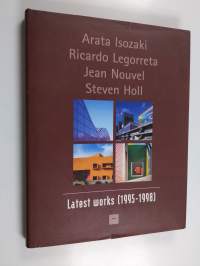 Arata Isozaki
Ricardo Legorreta
Jean Nouvel
Steven Holl
Latest works (1995-1998)